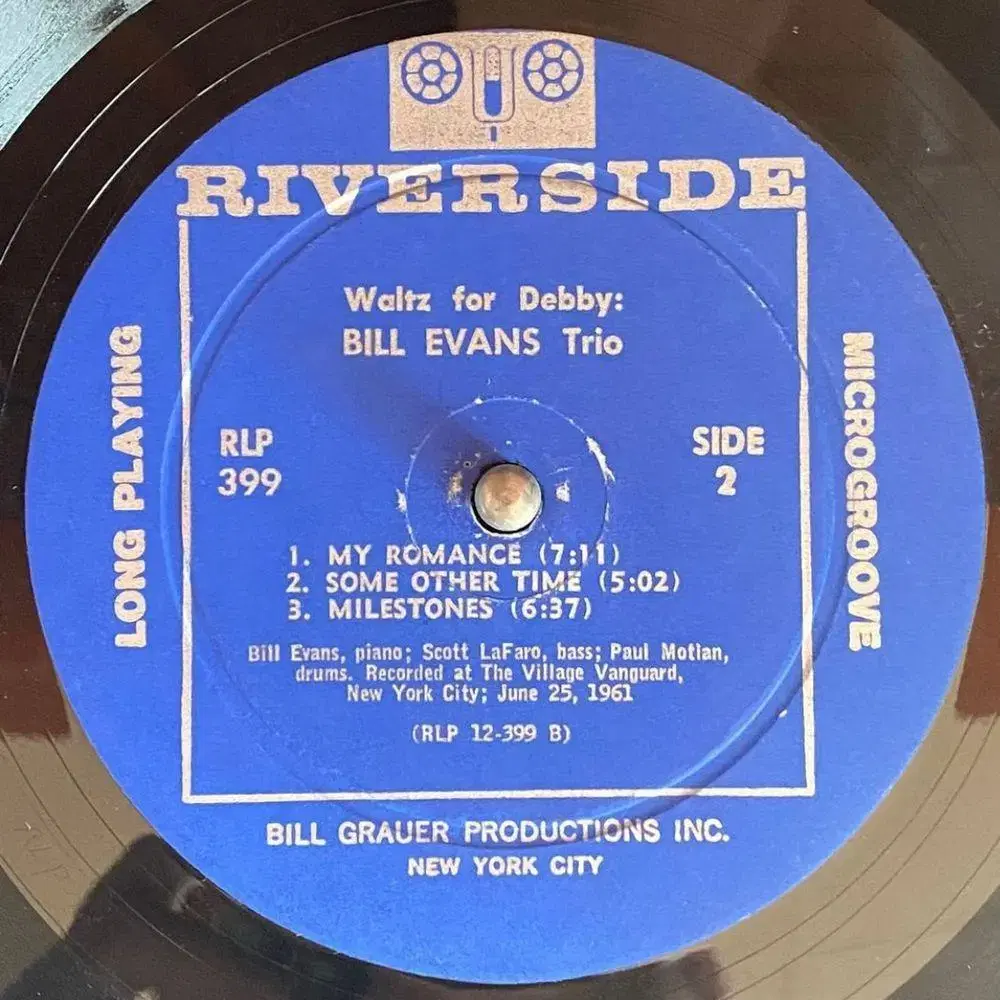 RIVERSIDE
Waltz for Debby:
BILL EVANS Trio
LONG PLAYING
RLP
399
SIDE
2
MICROGROOVE
1. MY ROMANCE (7:11)
2. SOME OTHER TIME (5:02)
3. MILESTONES (6:37)
Bill Evans, piano; Scott LaFaro, bass; Paul Motian,
drums. Recorded at The Village Vanguard,
New York City; June 25, 1961
(RLP 12-399 B)
BILL GRAUER PRODUCTIONS INC.
NEW YORK CITY